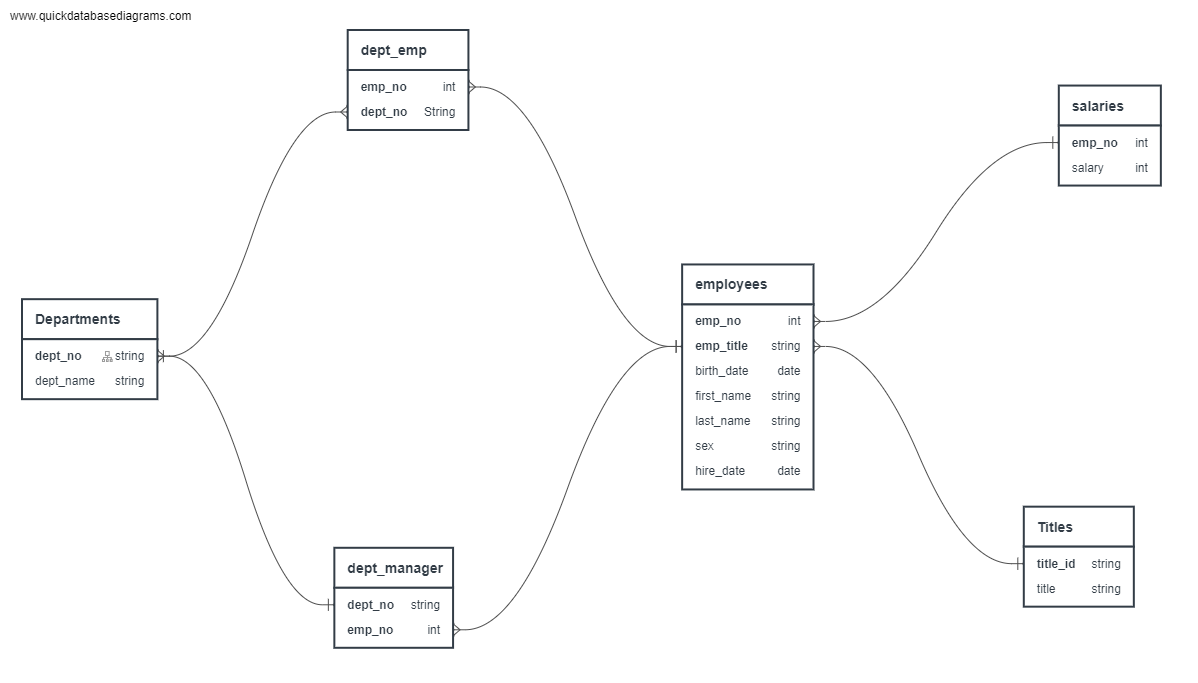 www.quickdatabasediagrams.com
dept_emp
emp_no int
dept_no String
salaries
emp_no int
salary int
employees
emp_no int
emp_title string
birth_date date
first_name string
last_name string
sex string
hire_date date
Departments
dept_no string
dept_name string
Titles
title_id string
title string
dept_manager
dept_no string
emp_no int